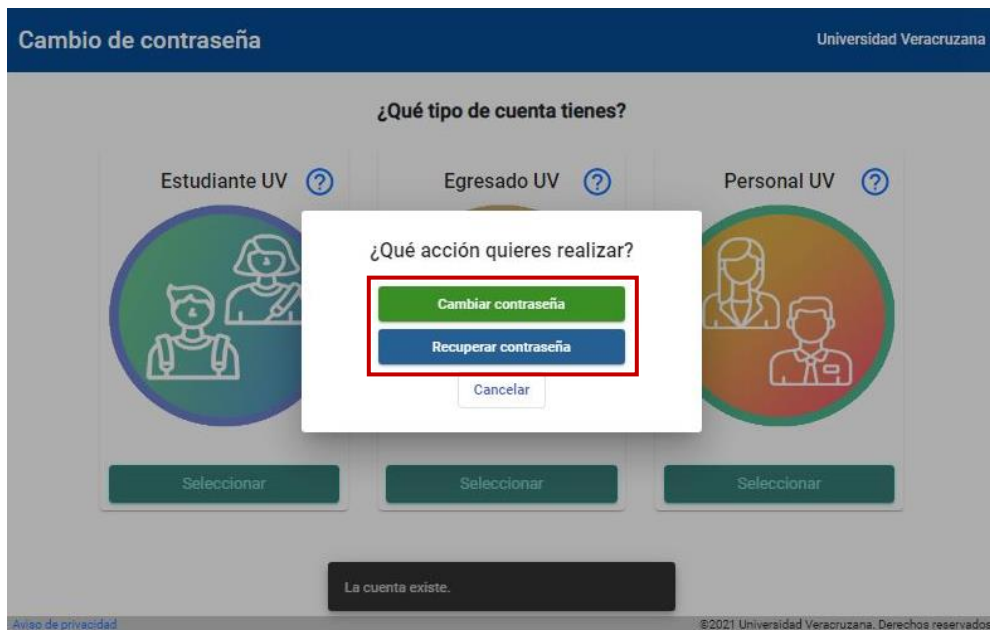 Cambio de contraseña
Universidad Veracruzana
¿Qué tipo de cuenta tienes?
Estudiante UV ?
Egresado UV ?
Personal UV ?
¿Qué acción quieres realizar?
Cambiar contraseña
Recuperar contraseña
Cancelar
Seleccionar
Seleccionar
Seleccionar
La cuenta existe.
Aviso de privacidad
©2021 Universidad Veracruzana. Derechos reservados